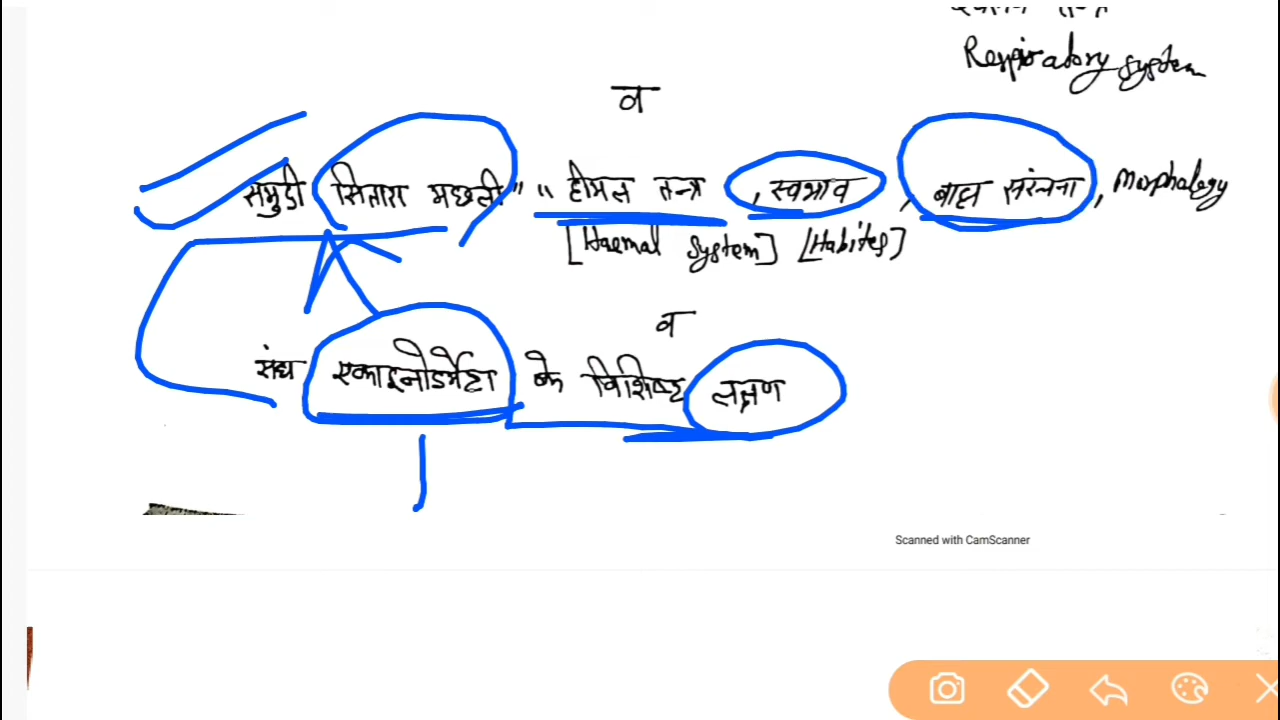 Respiratory system
व
समुद्री सितारा मछली" " हीमल तन्त्र , स्वभाव , बाह्य संरचना , morphology
[Haemal system] [Habites]
व
संघ एकाइनोडर्मेटा के विशिष्ट लक्षण
Scanned with CamScanner